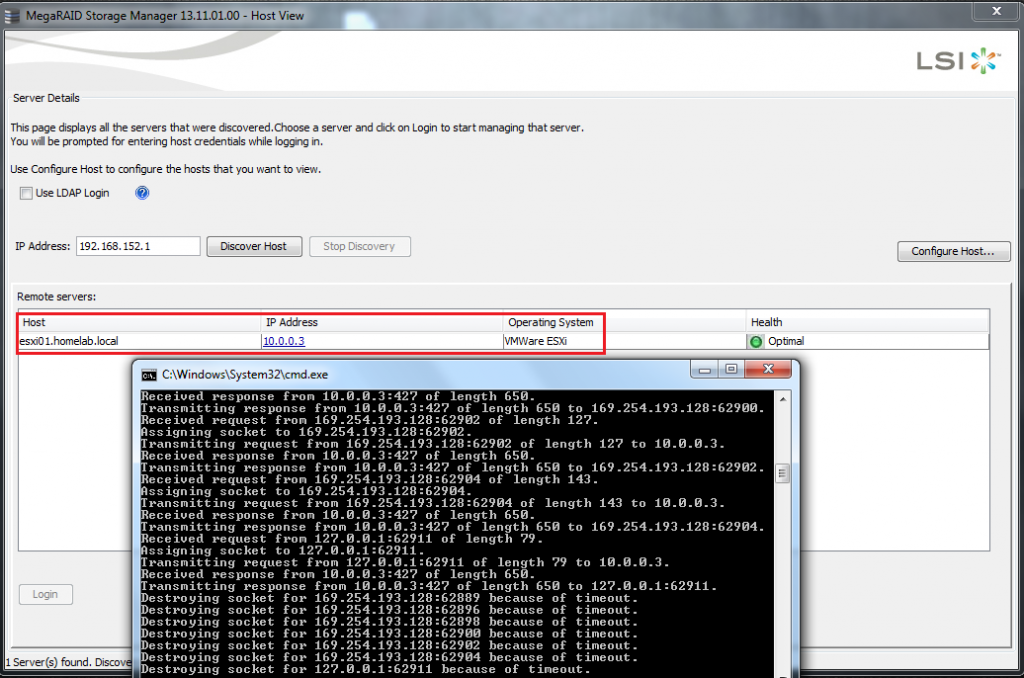 MegaRAID Storage Manager 13.11.01.00 - Host View
LSI
Server Details
This page displays all the servers that were discovered.Choose a server and click on Login to start managing that server.
You will be prompted for entering host credentials while logging in.
Use Configure Host to configure the hosts that you want to view.
Use LDAP Login ?
IP Address: 192.168.152.1 Discover Host Stop Discovery
Configure Host...
Remote servers:
Host IP Address Operating System Health
esxi01.homelab.local 10.0.0.3 VMWare ESXi Optimal
C:\Windows\System32\cmd.exe
Received response from 10.0.0.3:427 of length 650.
Transmitting response from 10.0.0.3:427 of length 650 to 169.254.193.128:62900.
Received request from 169.254.193.128:62902 of length 127.
Assigning socket to 169.254.193.128:62902.
Transmitting request from 169.254.193.128:62902 of length 127 to 10.0.0.3.
Received response from 10.0.0.3:427 of length 650.
Transmitting response from 10.0.0.3:427 of length 650 to 169.254.193.128:62902.
Received request from 169.254.193.128:62904 of length 143.
Assigning socket to 169.254.193.128:62904.
Transmitting request from 169.254.193.128:62904 of length 143 to 10.0.0.3.
Received response from 10.0.0.3:427 of length 650.
Transmitting response from 10.0.0.3:427 of length 650 to 169.254.193.128:62904.
Received request from 127.0.0.1:62911 of length 79.
Assigning socket to 127.0.0.1:62911.
Transmitting request from 127.0.0.1:62911 of length 79 to 10.0.0.3.
Received response from 10.0.0.3:427 of length 650.
Transmitting response from 10.0.0.3:427 of length 650 to 127.0.0.1:62911.
Destroying socket for 169.254.193.128:62889 because of timeout.
Destroying socket for 169.254.193.128:62896 because of timeout.
Destroying socket for 169.254.193.128:62898 because of timeout.
Destroying socket for 169.254.193.128:62900 because of timeout.
Destroying socket for 169.254.193.128:62902 because of timeout.
Destroying socket for 169.254.193.128:62904 because of timeout.
Destroying socket for 127.0.0.1:62911 because of timeout.
Login
1 Server(s) found. Discove